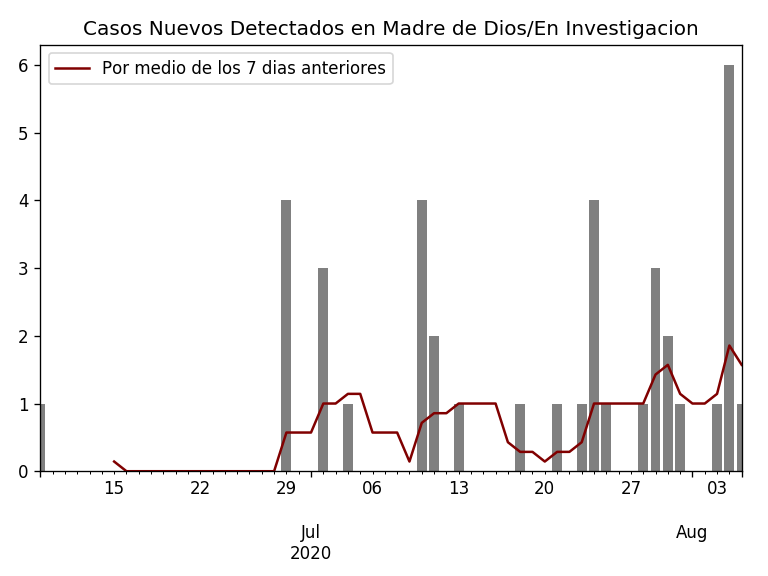 Casos Nuevos Detectados en Madre de Dios/En Investigacion
Por medio de los 7 dias anteriores
6
5
4
3
2
1
0
15 22 29 06 13 20 27 03
Jul Aug
2020